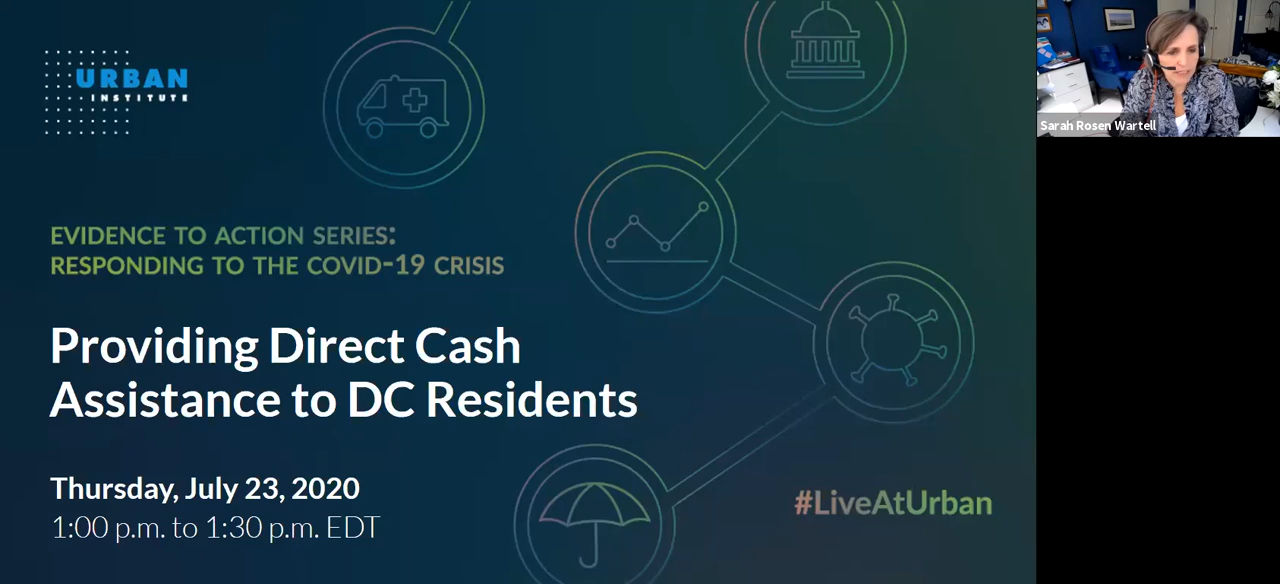 URBAN
INSTITUTE
EVIDENCE TO ACTION SERIES:
RESPONDING TO THE COVID-19 CRISIS
Providing Direct Cash
Assistance to DC Residents
Thursday, July 23, 2020
1:00 p.m. to 1:30 p.m. EDT
#LiveAtUrban
Sarah Rosen Wartell